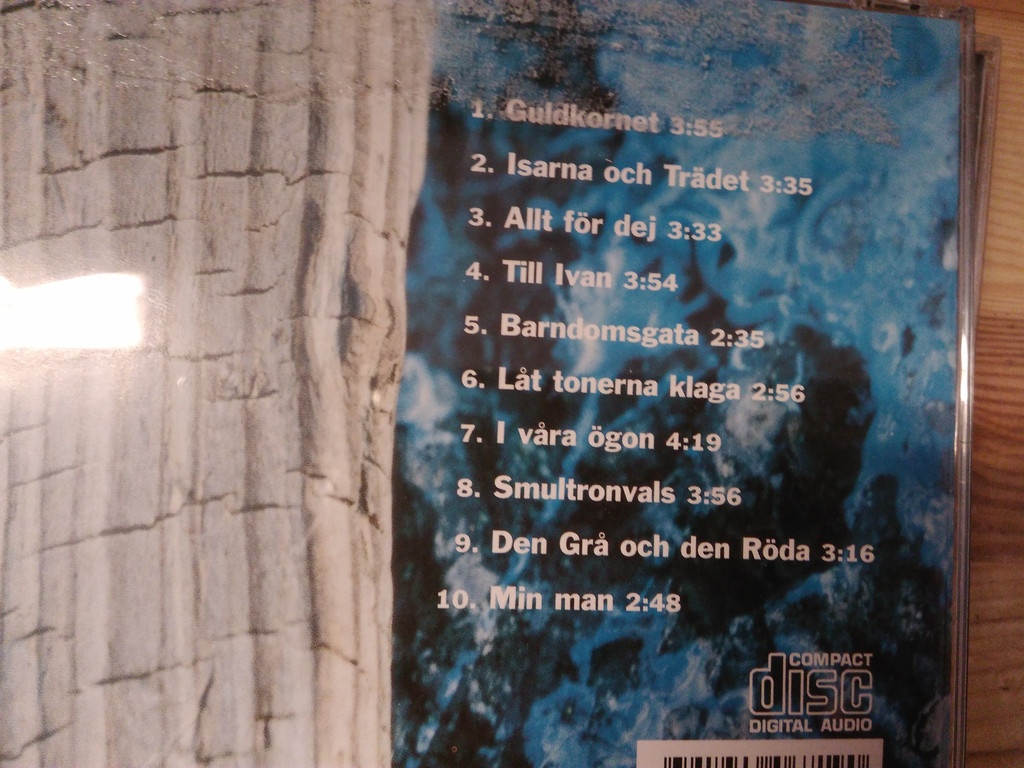 1. Guldkornet 3:55
2. Isarna och Trädet 3:35
3. Allt för dej 3:33
4. Till Ivan 3:54
5. Barndomsgata 2:35
6. Låt tonerna klaga 2:56
7. I våra ögon 4:19
8. Smultronvals 3:56
9. Den Grå och den Röda 3:16
10. Min man 2:48
COMPACT
disc
DIGITAL AUDIO